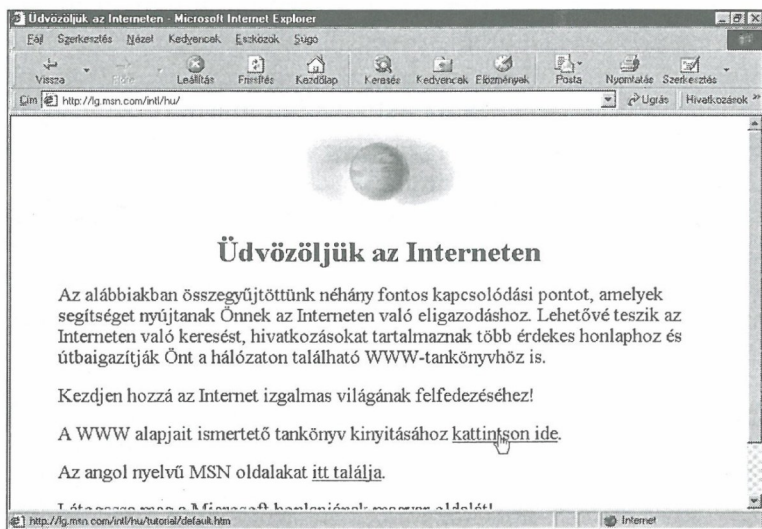 Üdvözöljük az Interneten - Microsoft Internet Explorer
Fájl Szerkesztés Nézet Kedvencek Eszközök Súgó
Vissza Előre Leállítás Frissítés Kezdőlap Keresés Kedvencek Előzmények Posta Nyomtatás Szerkesztés
Cím http://lg.msn.com/intl/hu/ Ugrás Hivatkozások »
Üdvözöljük az Interneten
Az alábbiakban összegyűjtöttünk néhány fontos kapcsolódási pontot, amelyek
segítséget nyújtanak Önnek az Interneten való eligazodáshoz. Lehetővé teszik az
Interneten való keresést, hivatkozásokat tartalmaznak több érdekes honlaphoz és
útbaigazítják Önt a hálózaton található WWW-tankönyvhöz is.
Kezdjen hozzá az Internet izgalmas világának felfedezéséhez!
A WWW alapjait ismertető tankönyv kinyitásához kattintson ide.
Az angol nyelvű MSN oldalakat itt találja.
http://lg.msn.com/intl/hu/tutorial/default.htm Internet